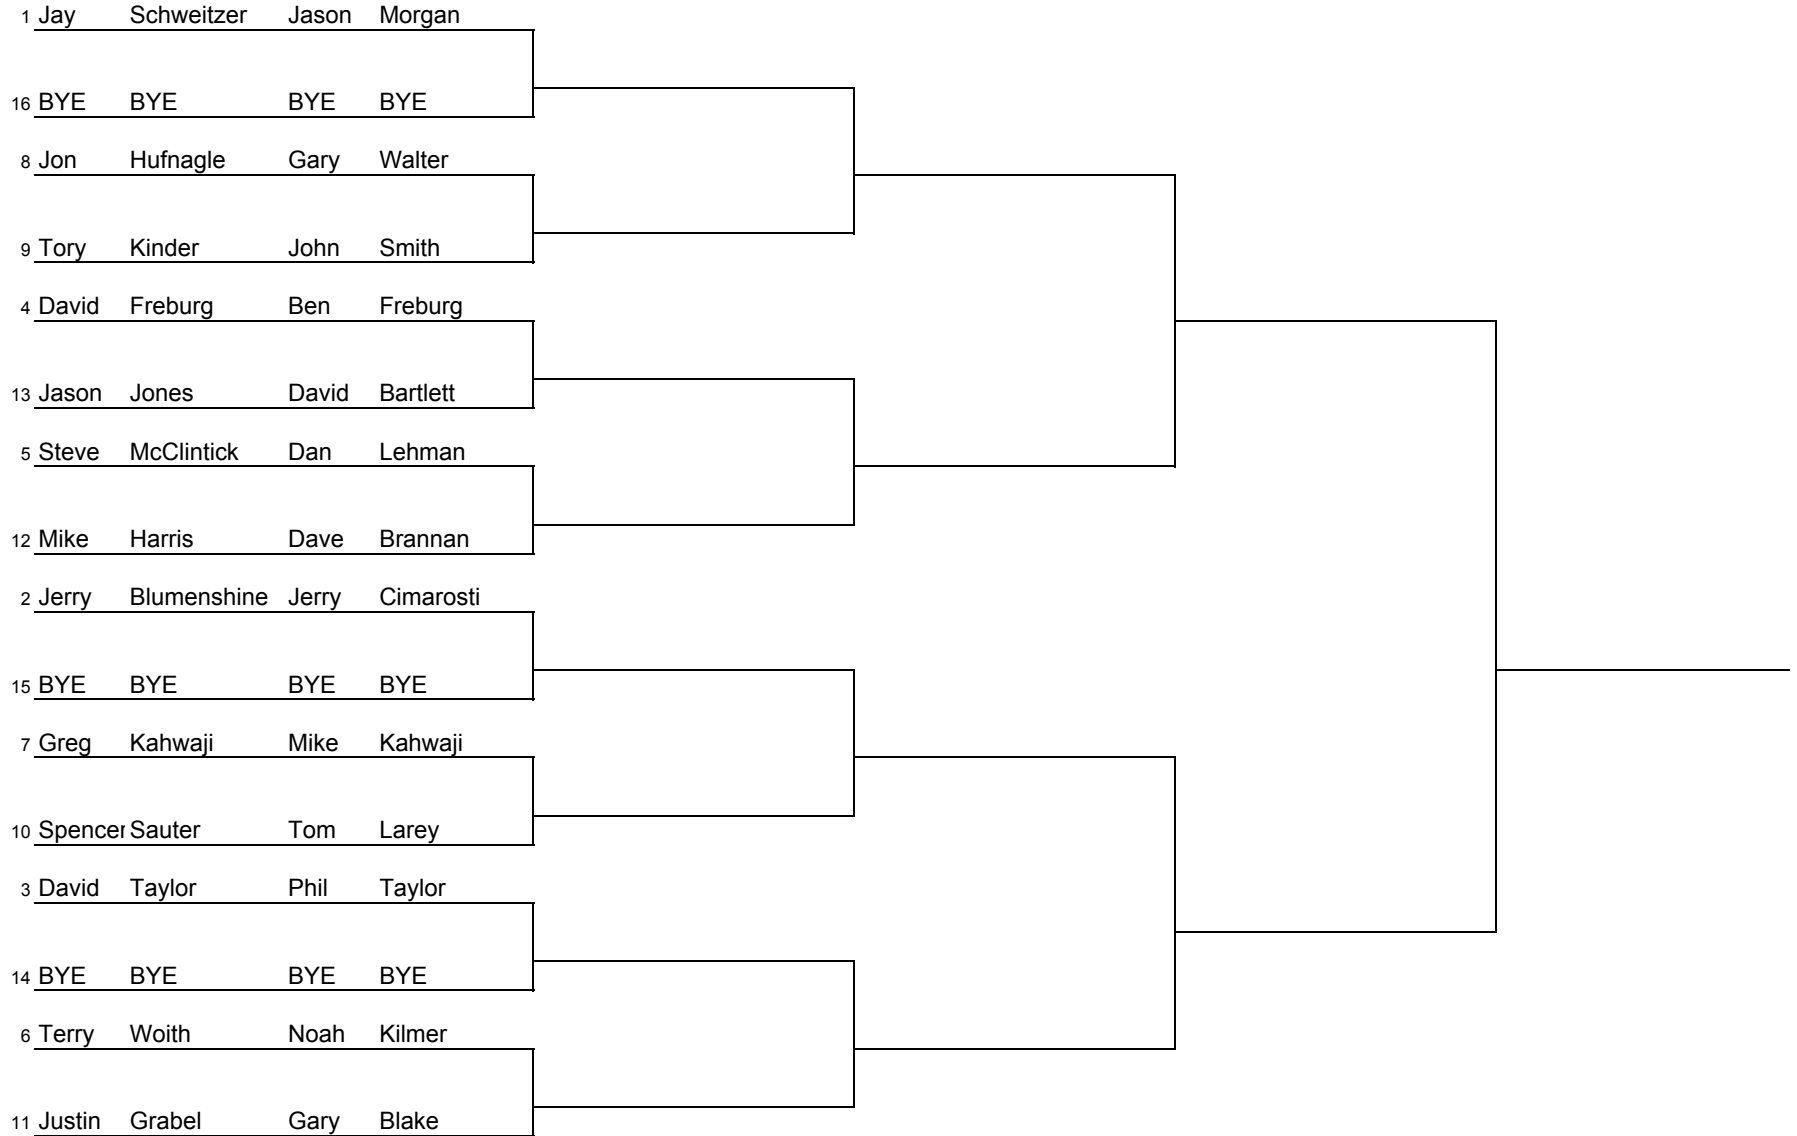 1 Jay Schweitzer Jason Morgan
16 BYE BYE BYE BYE
8 Jon Hufnagle Gary Walter
9 Tory Kinder John Smith
4 David Freburg Ben Freburg
13 Jason Jones David Bartlett
5 Steve McClintick Dan Lehman
12 Mike Harris Dave Brannan
2 Jerry Blumenshine Jerry Cimarosti
15 BYE BYE BYE BYE
7 Greg Kahwaji Mike Kahwaji
10 Spencer Sauter Tom Larey
3 David Taylor Phil Taylor
14 BYE BYE BYE BYE
6 Terry Woith Noah Kilmer
11 Justin Grabel Gary Blake